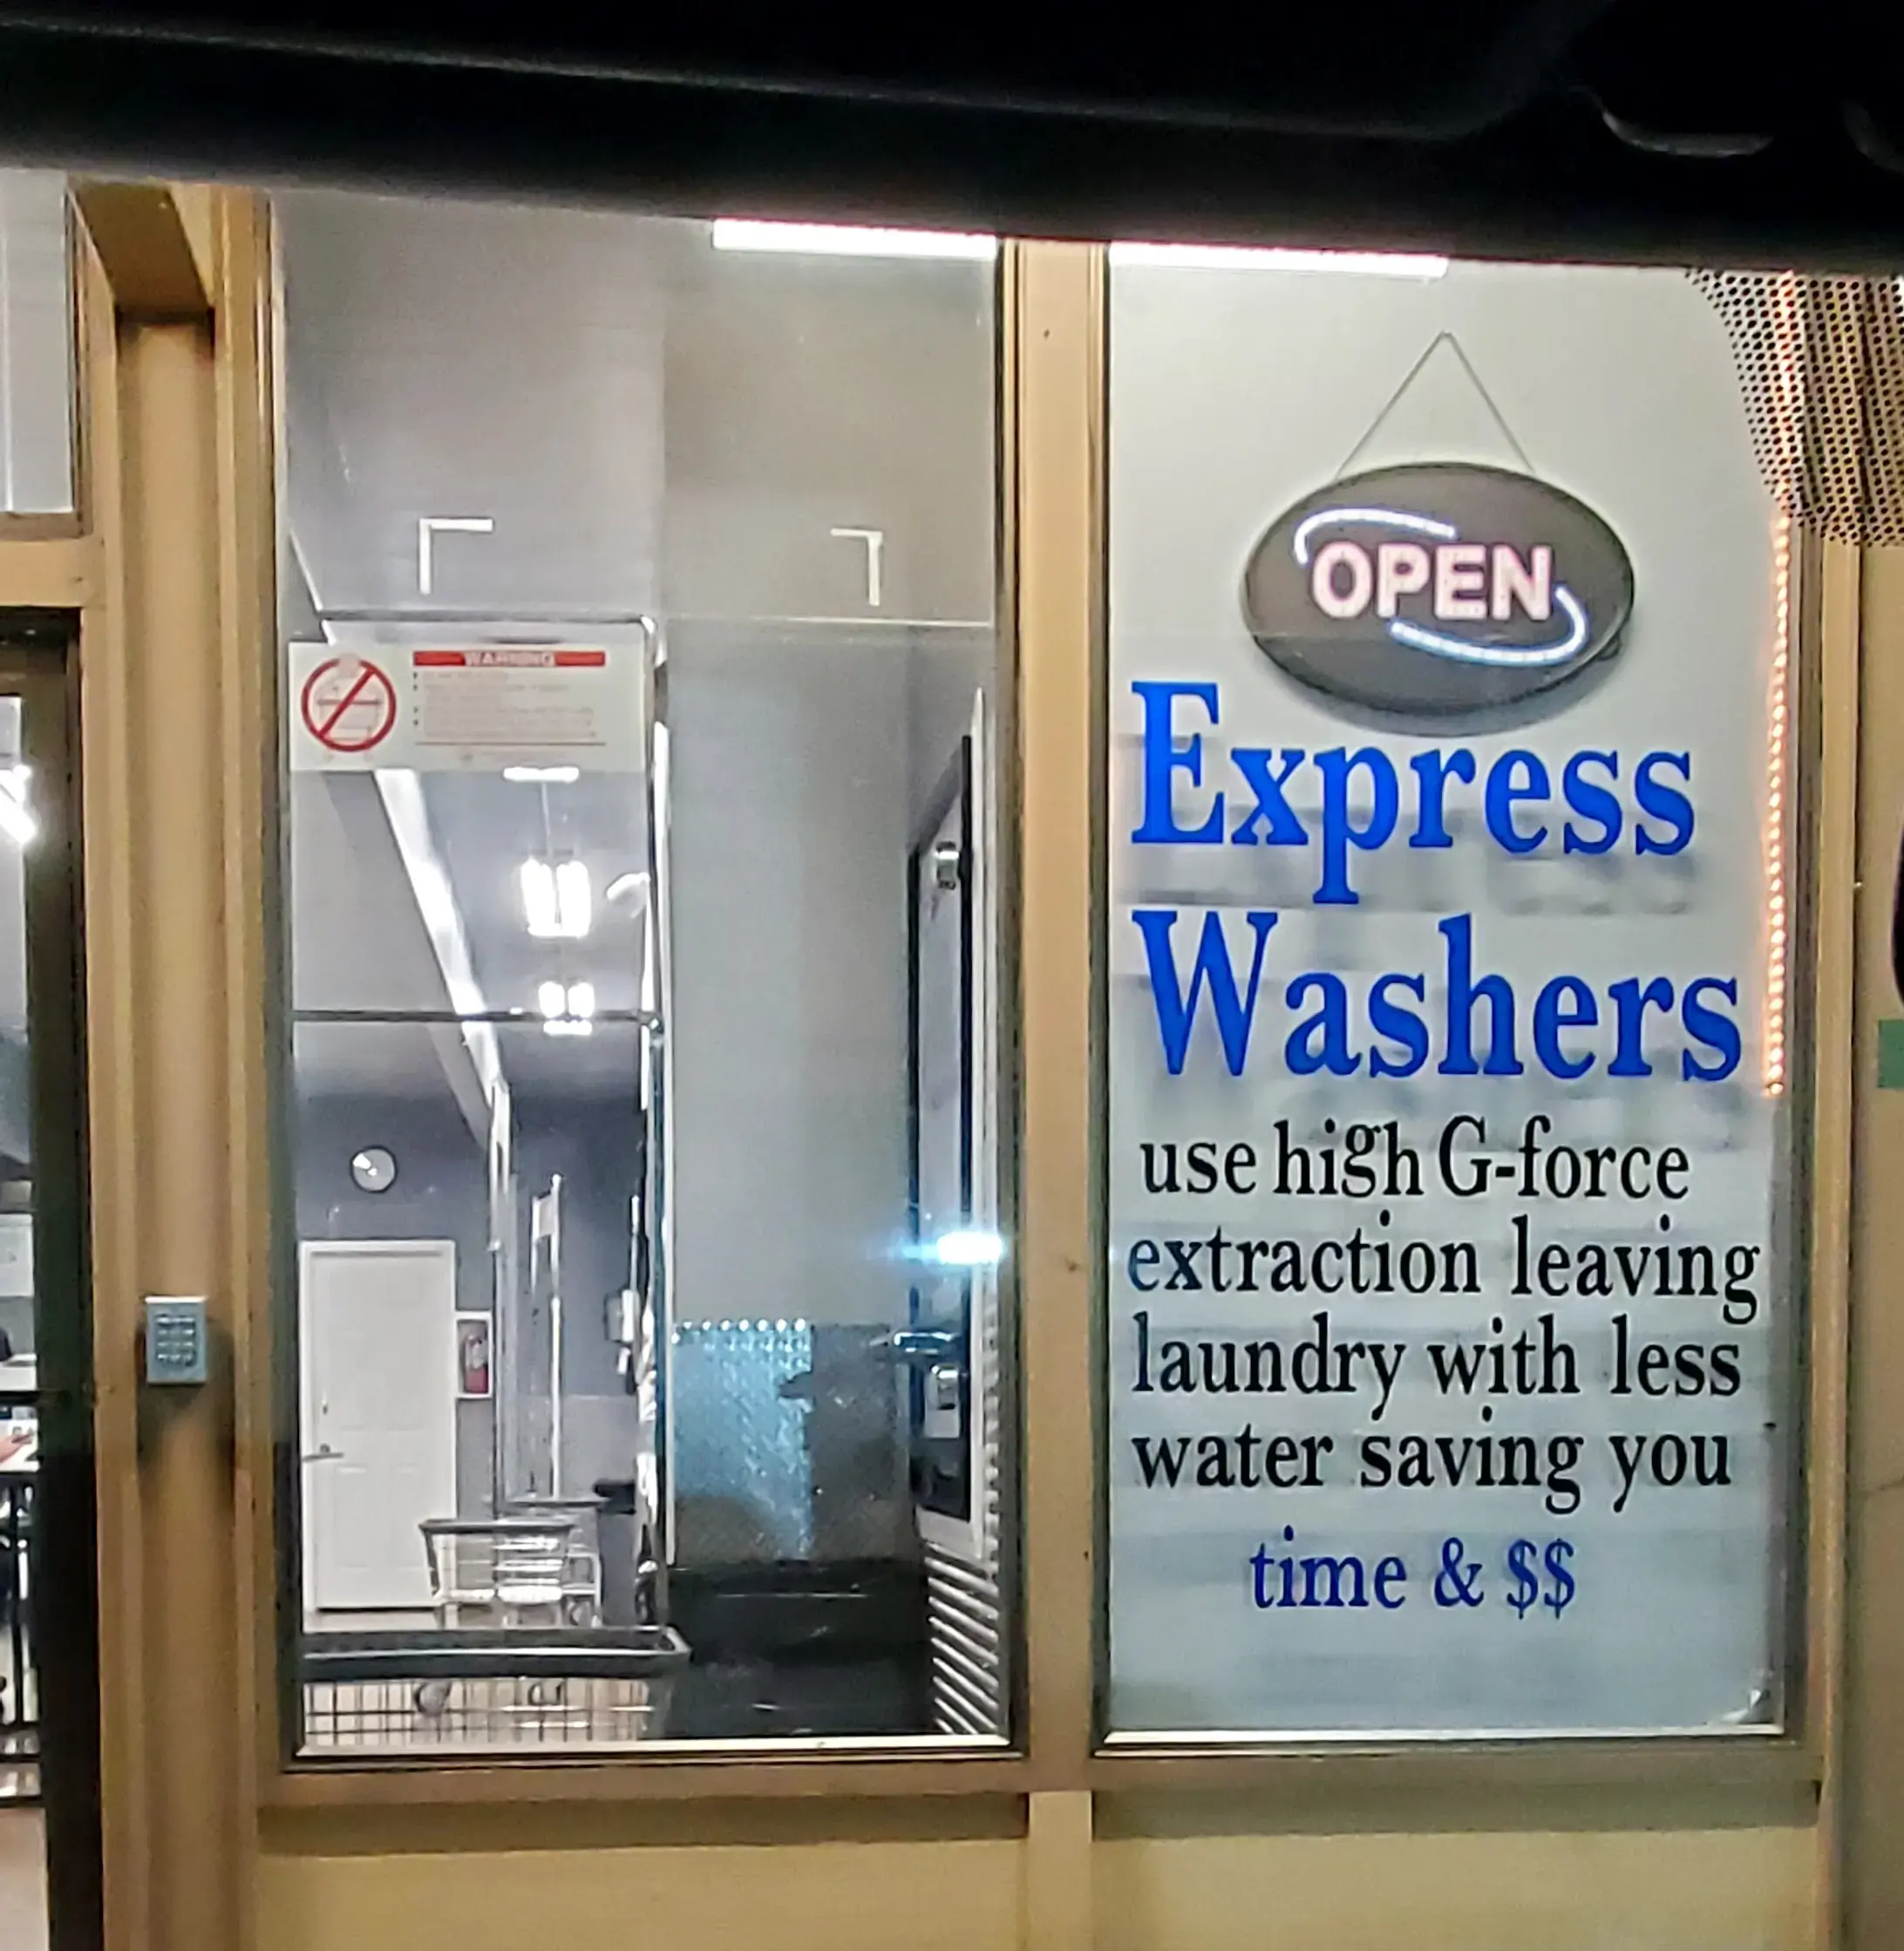 WARNING
OPEN
Express
Washers
use high G-force
extraction leaving
laundry with less
water saving you
time & $$